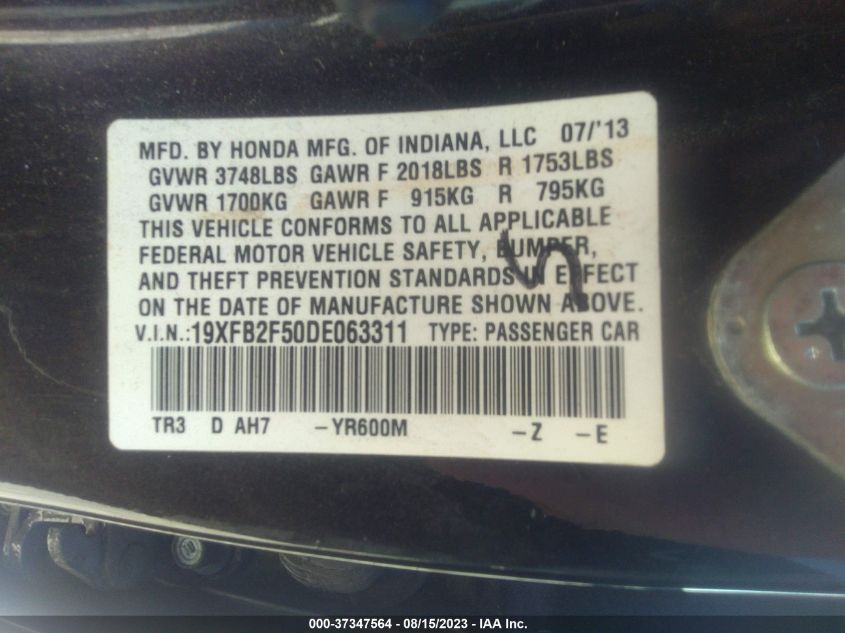 MFD. BY HONDA MFG. OF INDIANA, LLC 07/'13
GVWR 3748LBS GAWR F 2018LBS R 1753LBS
GVWR 1700KG GAWR F 915KG R 795KG
THIS VEHICLE CONFORMS TO ALL APPLICABLE
FEDERAL MOTOR VEHICLE SAFETY, BUMPER,
AND THEFT PREVENTION STANDARDS IN EFFECT
ON THE DATE OF MANUFACTURE SHOWN ABOVE.
V.I.N.:19XFB2F50DE063311 TYPE: PASSENGER CAR
TR3 D AH7 -YR600M -Z -E
000-37347564 - 08/15/2023 - IAA Inc.